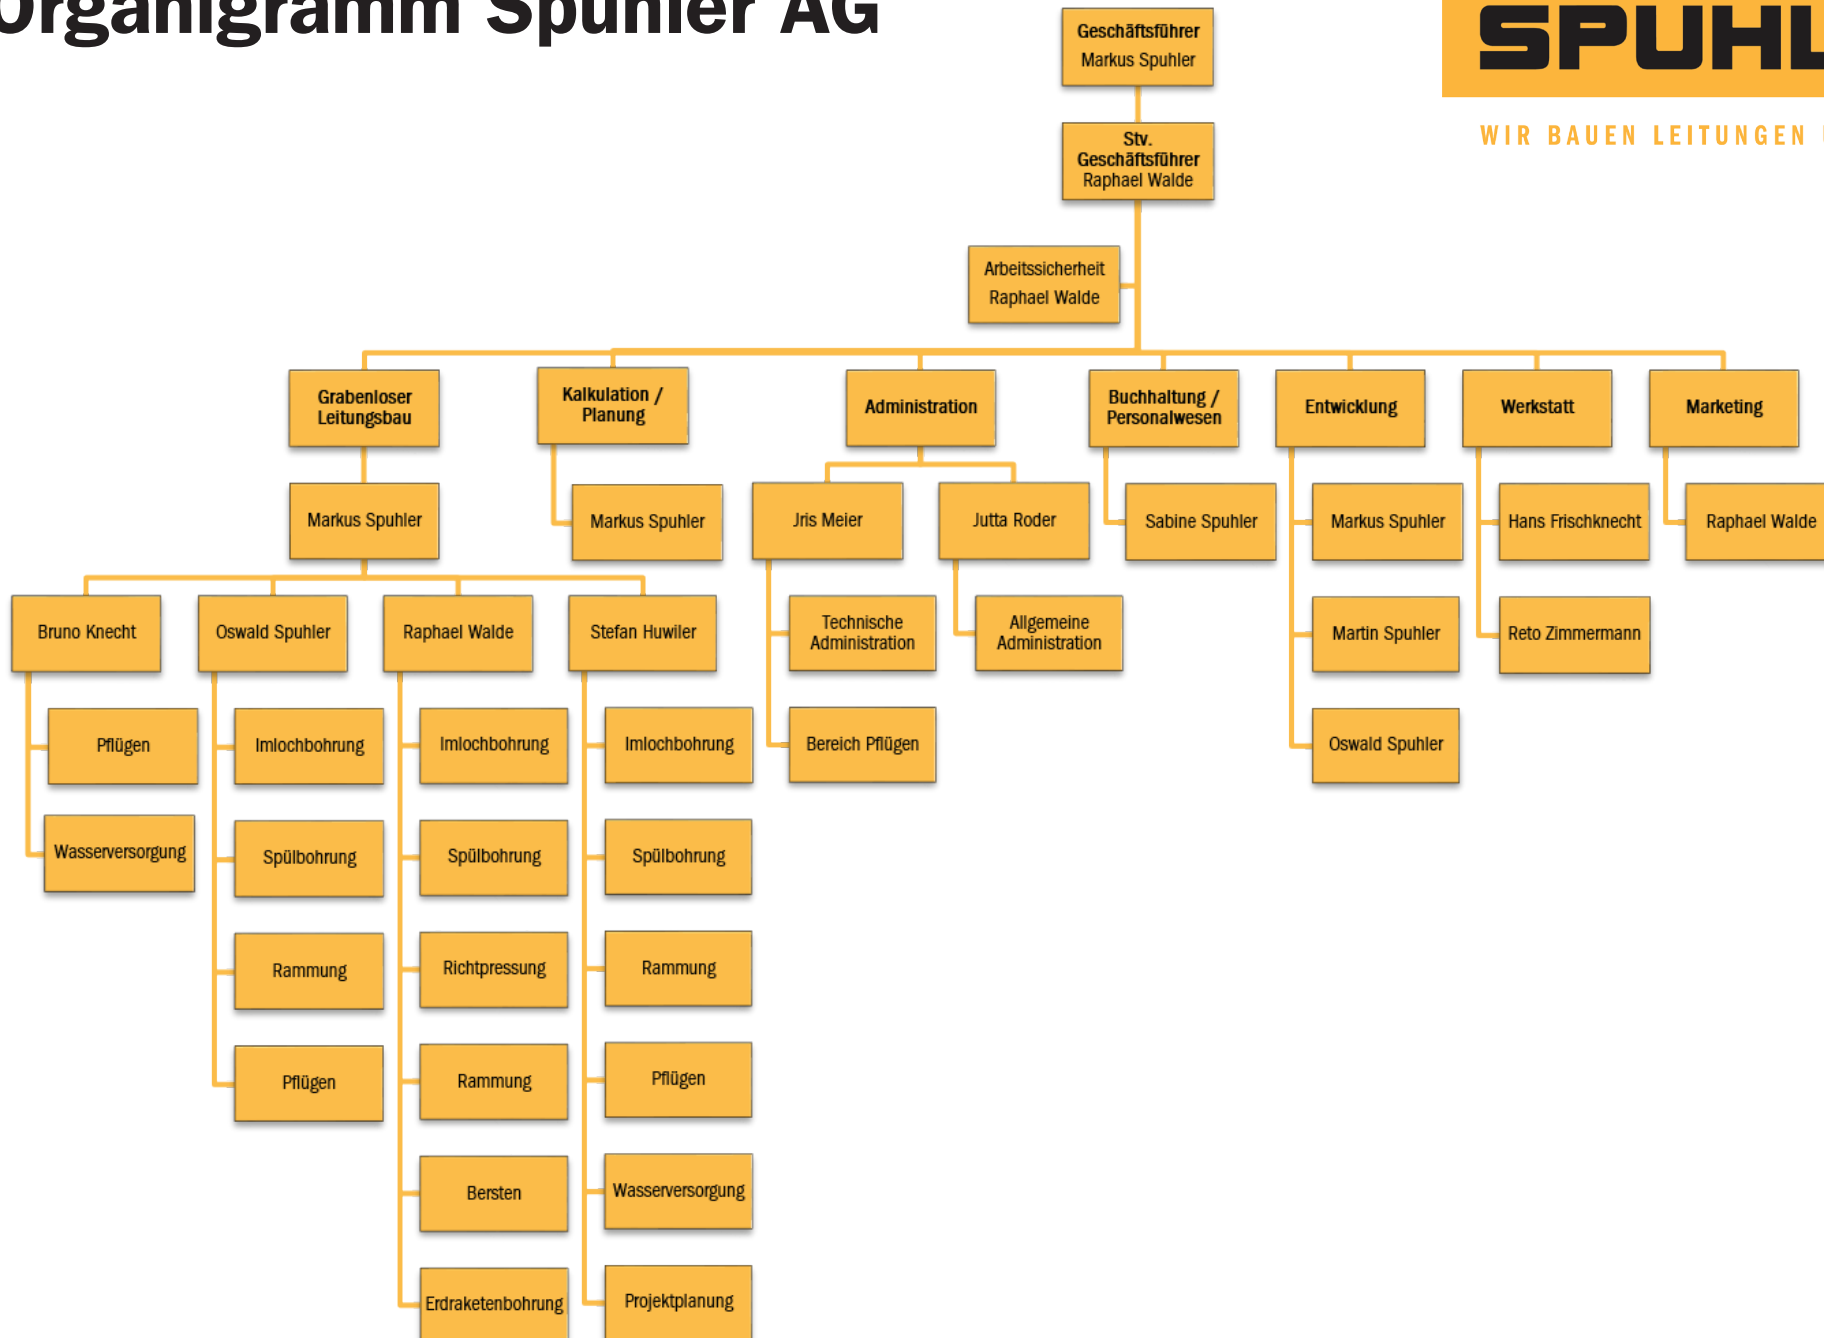 Organigramm Spuhler AG
SPUHL
WIR BAUEN LEITUNGEN
Geschäftsführer
Markus Spuhler
Stv.
Geschäftsführer
Raphael Walde
Arbeitssicherheit
Raphael Walde
Grabenloser
Leitungsbau
Kalkulation /
Planung
Administration
Buchhaltung /
Personalwesen
Entwicklung
Werkstatt
Marketing
Markus Spuhler
Markus Spuhler
Jris Meier
Jutta Roder
Sabine Spuhler
Markus Spuhler
Hans Frischknecht
Raphael Walde
Bruno Knecht
Oswald Spuhler
Raphael Walde
Stefan Huwiler
Technische
Administration
Allgemeine
Administration
Martin Spuhler
Reto Zimmermann
Pflügen
Imlochbohrung
Imlochbohrung
Imlochbohrung
Bereich Pflügen
Oswald Spuhler
Wasserversorgung
Spülbohrung
Spülbohrung
Spülbohrung
Rammung
Richtpressung
Rammung
Pflügen
Rammung
Pflügen
Bersten
Wasserversorgung
Erdraketenbohrung
Projektplanung